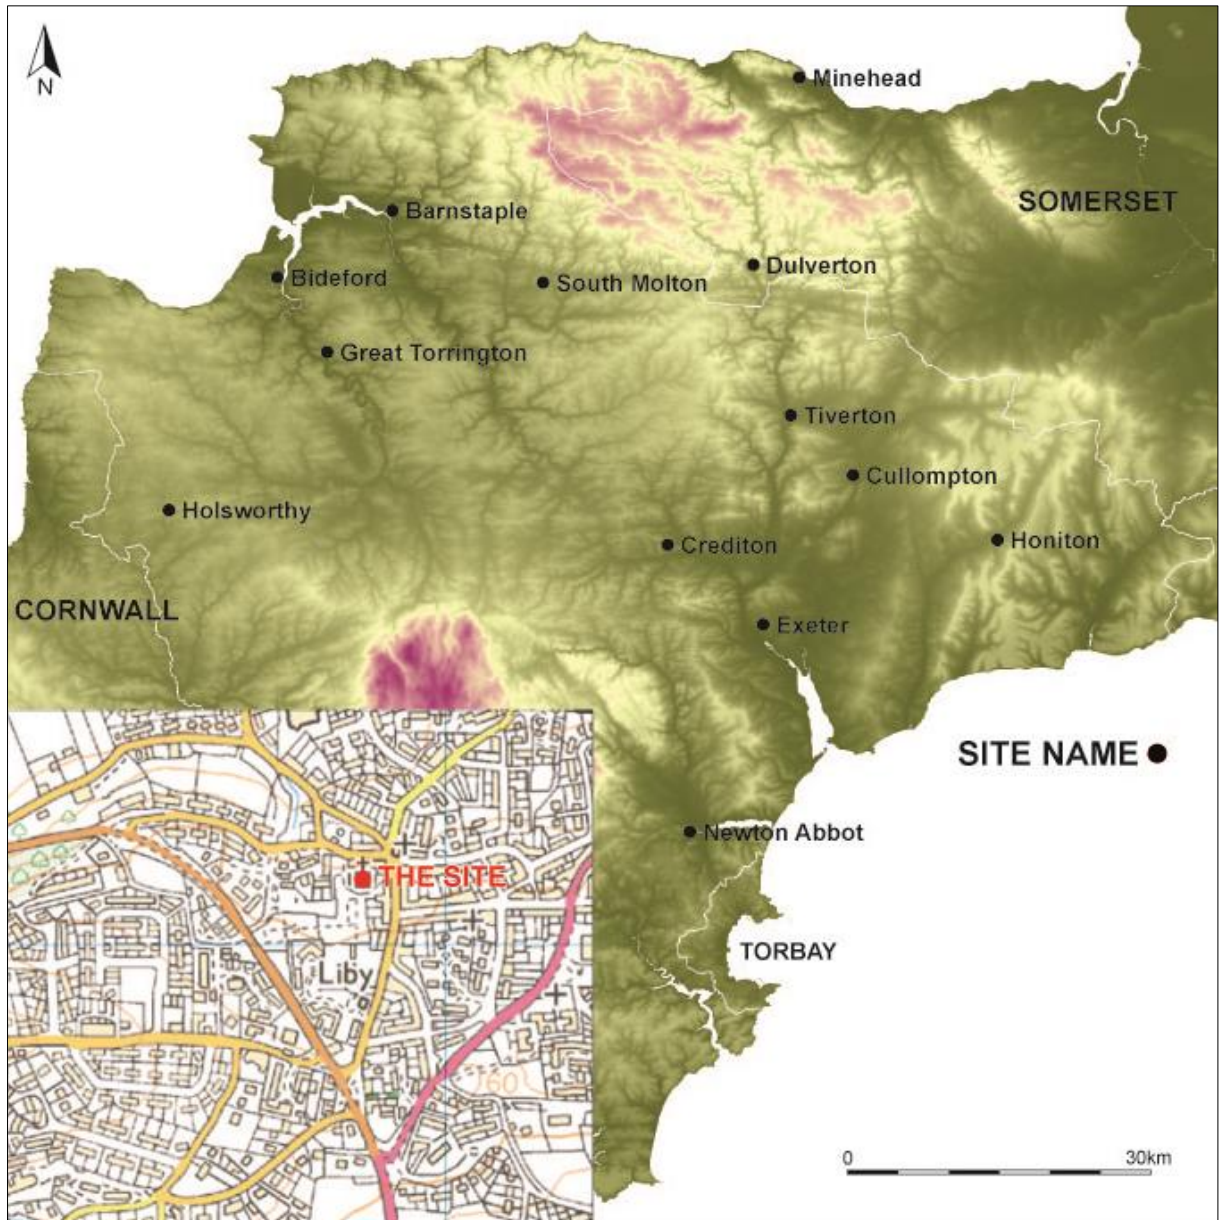 N
Minehead
SOMERSET
Barnstaple
Dulverton
Bideford
South Molton
Great Torrington
Tiverton
Cullompton
Holsworthy
Honiton
Crediton
CORNWALL
Exeter
SITE NAME
Newton Abbot
THE SITE
TORBAY
Liby
60
0 30km